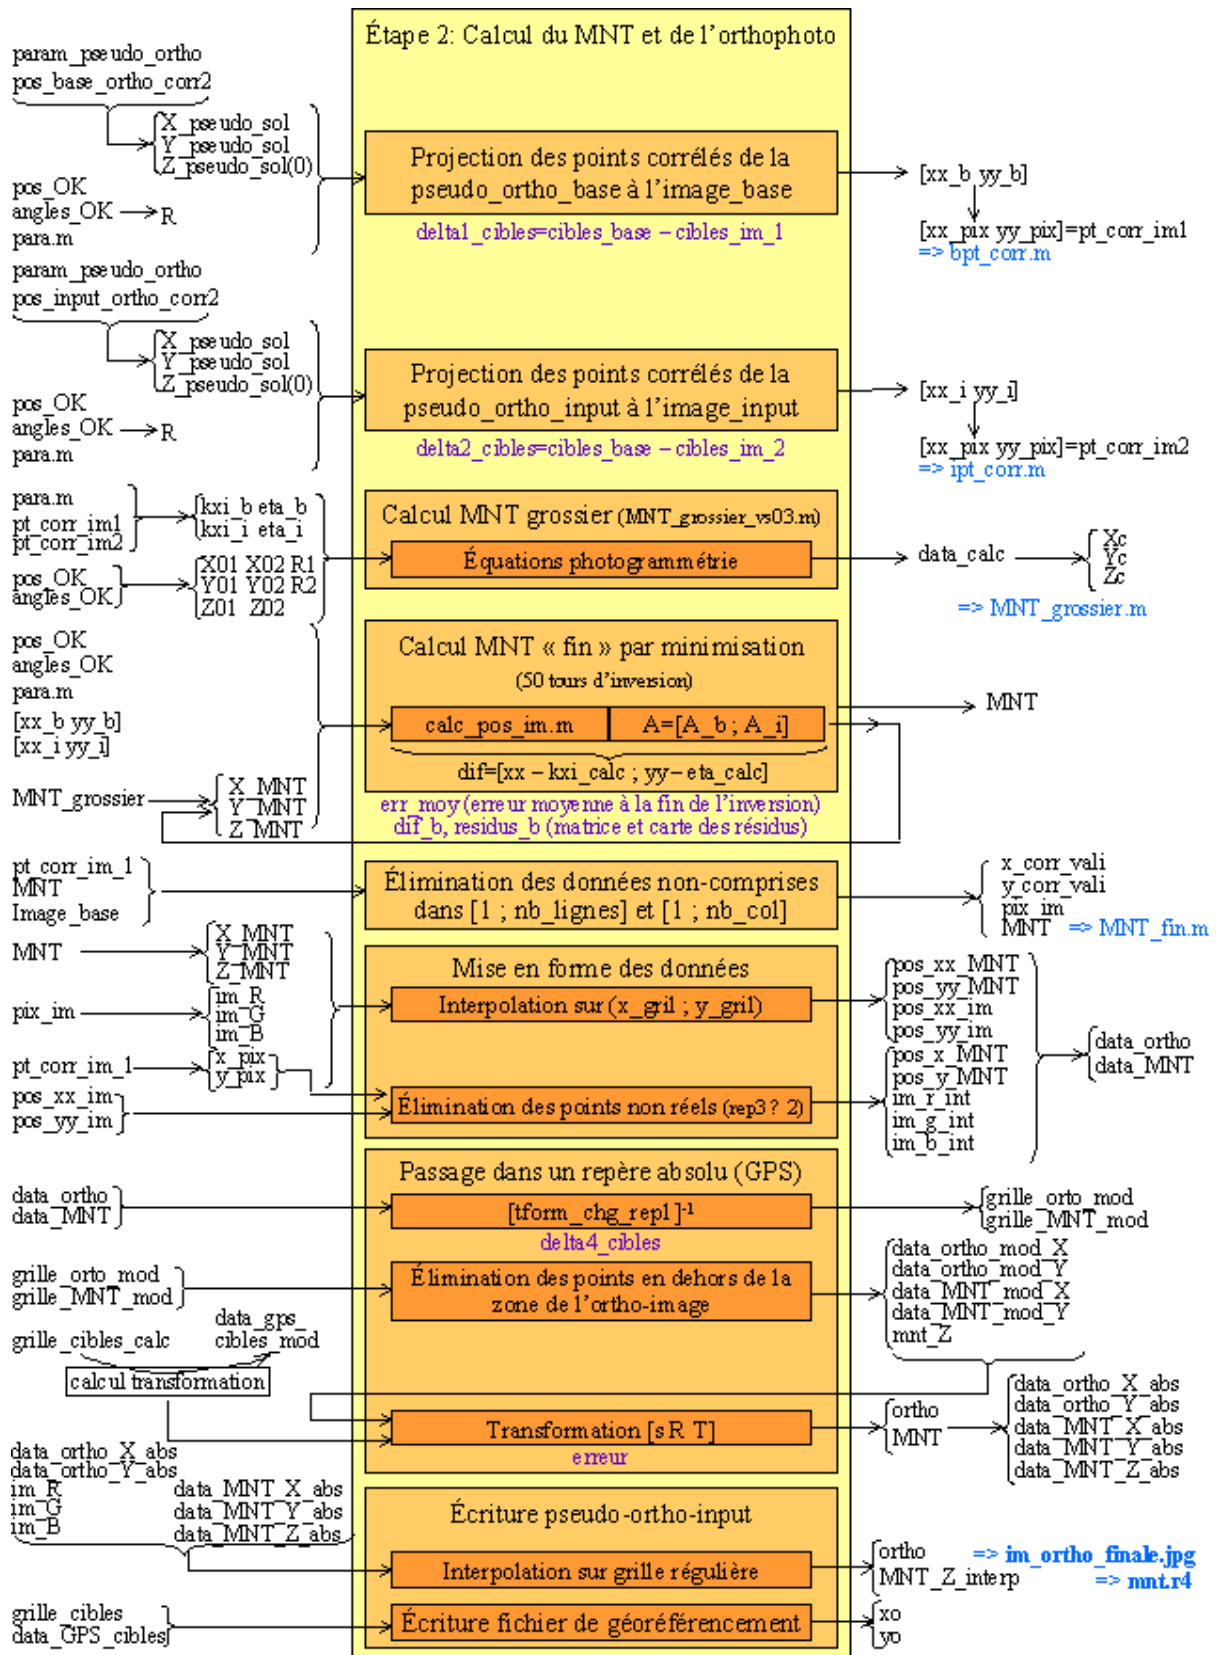 Étape 2: Calcul du MNT et de l'orthophoto
param_pseudo_ortho
pos_base_ortho_corr2
X_pseudo_sol
Y_pseudo_sol
Z_pseudo_sol(0)
pos_OK
angles_OK
R
para.m
Projection des points corrélés de la
pseudo_ortho_base à l'image_base
delta1_cibles=cibles_base – cibles_im_1
[xx_b yy_b]
[xx_pix yy_pix]=pt_corr_im1
=> bpt_corr.m
param_pseudo_ortho
pos_input_ortho_corr2
X_pseudo_sol
Y_pseudo_sol
Z_pseudo_sol(0)
pos_OK
angles_OK
R
para.m
Projection des points corrélés de la
pseudo_ortho_input à l'image_input
delta2_cibles=cibles_base – cibles_im_2
[xx_i yy_i]
[xx_pix yy_pix]=pt_corr_im2
=> ipt_corr.m
para.m
pt_corr_im1
pt_corr_im2
kxi_b eta_b
kxi_i eta_i
pos_OK
angles_OK
X01 X02 R1
Y01 Y02 R2
Z01 Z02
Calcul MNT grossier (MNT_grossier_vs03.m)
Équations photogrammétrie
data_calc
Xc
Yc
Zc
=> MNT_grossier.m
pos_OK
angles_OK
para.m
[xx_b yy_b]
[xx_i yy_i]
MNT_grossier
X_MNT
Y_MNT
Z_MNT
Calcul MNT « fin » par minimisation
(50 tours d'inversion)
calc_pos_im.m
A=[A_b ; A_i]
dif=[xx – kxi_calc ; yy– eta_calc]
err_moy (erreur moyenne à la fin de l'inversion)
dif_b, residus_b (matrice et carte des résidus)
MNT
pt_corr_im_1
MNT
Image_base
Élimination des données non-comprises
dans [1 ; nb_lignes] et [1 ; nb_col]
x_corr_vali
y_corr_vali
pix_im
MNT => MNT_fin.m
MNT
X_MNT
Y_MNT
Z_MNT
pix_im
im_R
im_G
im_B
pt_corr_im_1
x_pix
y_pix
pos_xx_im
pos_yy_im
Mise en forme des données
Interpolation sur (x_gril ; y_gril)
Élimination des points non réels (rep3 ? 2)
pos_xx_MNT
pos_yy_MNT
pos_xx_im
pos_yy_im
pos_x_MNT
pos_y_MNT
im_r_int
im_g_int
im_b_int
data_ortho
data_MNT
Passage dans un repère absolu (GPS)
data_ortho
data_MNT
[tform_chg_rep1]-1
delta4_cibles
grille_orto_mod
grille_MNT_mod
grille_orto_mod
grille_MNT_mod
Élimination des points en dehors de la
zone de l'ortho-image
data_ortho_mod_X
data_ortho_mod_Y
data_MNT_mod_X
data_MNT_mod_Y
mnt_Z
grille_cibles_calc
data_gps_
cibles_mod
calcul transformation
Transformation [s R T]
erreur
ortho
MNT
data_ortho_X_abs
data_ortho_Y_abs
data_MNT_X_abs
data_MNT_Y_abs
data_MNT_Z_abs
data_ortho_X_abs
data_ortho_Y_abs
im_R
im_G
im_B
data_MNT_X_abs
data_MNT_Y_abs
data_MNT_Z_abs
Écriture pseudo-ortho-input
Interpolation sur grille régulière
ortho => im_ortho_finale.jpg
MNT_Z_interp => mnt.r4
grille_cibles
data_GPS_cibles
Écriture fichier de géoréférencement
xo
yo